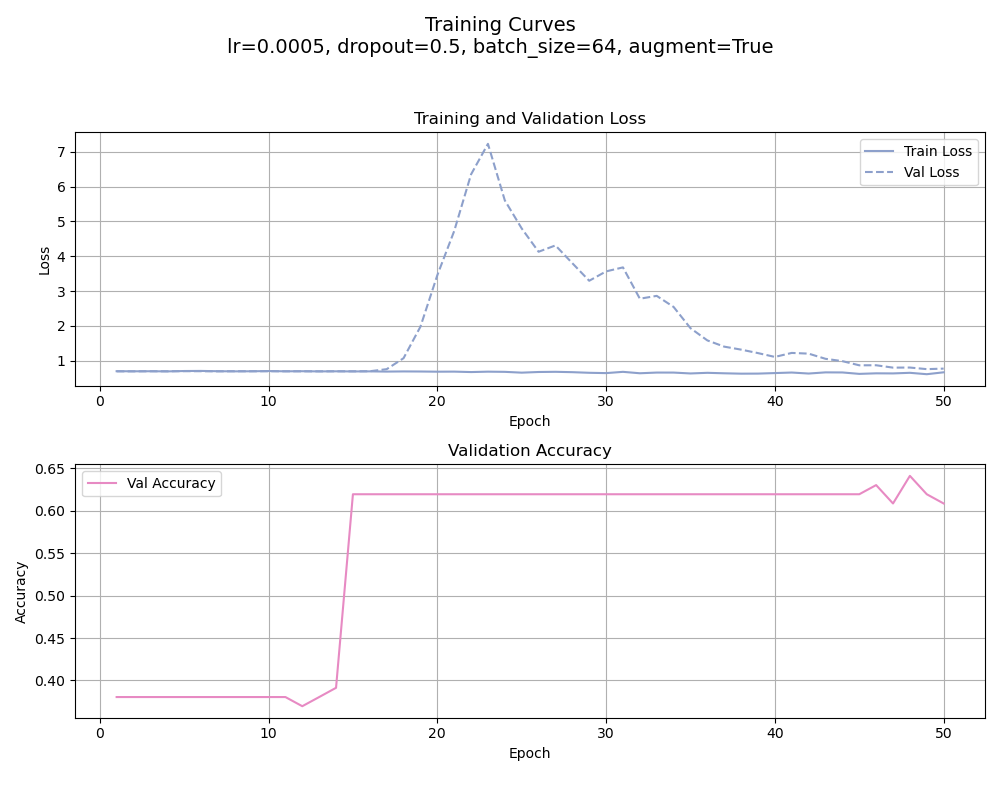 Training Curves
lr=0.0005, dropout=0.5, batch_size=64, augment=True
Training and Validation Loss
Train Loss
Val Loss
7
6
5
4
3
2
1
Loss
0
10
20
30
40
50
Epoch
Validation Accuracy
Val Accuracy
0.65
0.60
0.55
0.50
0.45
0.40
Accuracy
0
10
20
30
40
50
Epoch